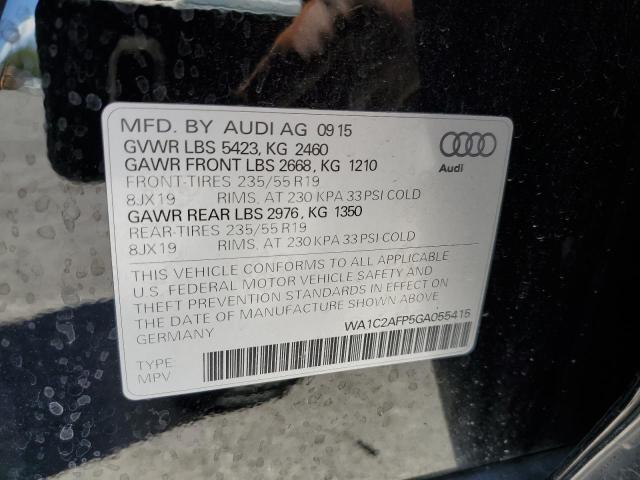 MFD. BY AUDI AG 09 15
GVWR LBS 5423, KG 2460
GAWR FRONT LBS 2668, KG 1210
FRONT-TIRES 235/55 R19
8JX19 RIMS, AT 230 KPA 33 PSI COLD
GAWR REAR LBS 2976, KG 1350
REAR-TIRES 235/55 R19
8JX19 RIMS, AT 230 KPA 33 PSI COLD
THIS VEHICLE CONFORMS TO ALL APPLICABLE
U.S. FEDERAL MOTOR VEHICLE SAFETY AND
THEFT PREVENTION STANDARDS IN EFFECT ON
THE DATE OF MANUFACTURE SHOWN ABOVE
GERMANY
WA1C2AFP5GA055415
TYPE
MPV
Audi